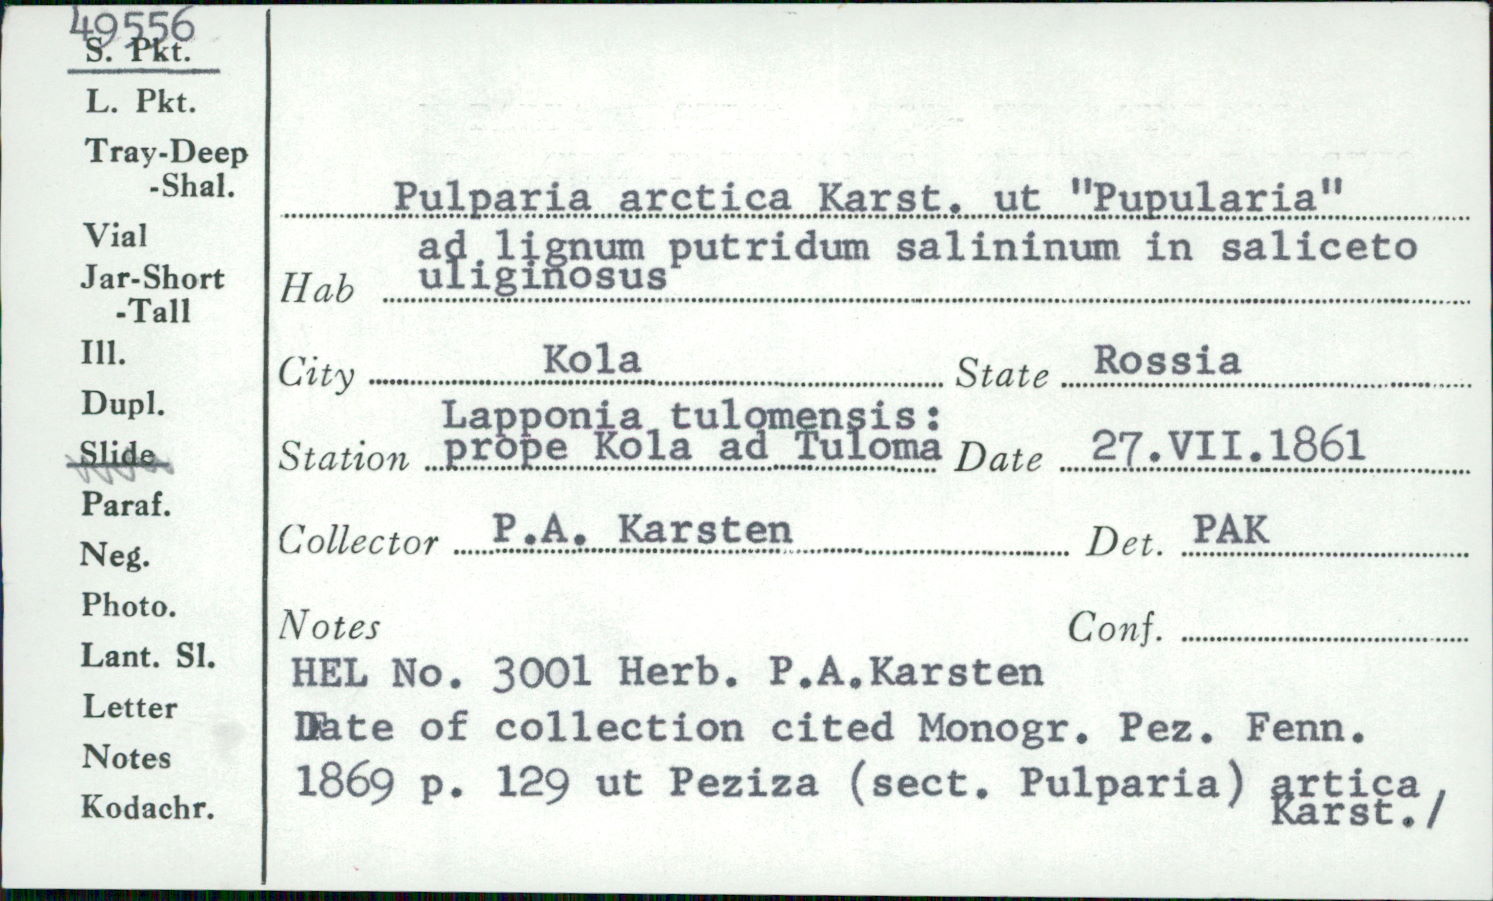 49556
S. Pkt.
L. Pkt.
Tray-Deep
-Shal.
Vial
Jar-Short
-Tall
Ill.
Dupl.
Slide
Paraf.
Neg.
Photo.
Lant. Sl.
Letter
Notes
Kodachr.
Pulparia arctica Karst. ut "Pupularia"
ad lignum putridum salininum in saliceto
Hab uliginosus
City Kola State Rossia
Lapponia tulomensis:
Station prope Kola ad Tuloma Date 27.VII.1861
Collector P.A. Karsten Det. PAK
Notes Conf.
HEL No. 3001 Herb. P.A.Karsten
Date of collection cited Monogr. Pez. Fenn.
1869 p. 129 ut Peziza (sect. Pulparia) artica
Karst./